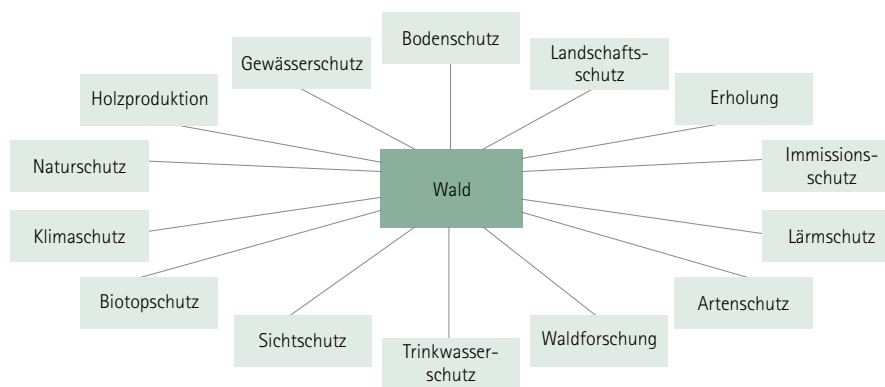 Bodenschutz
Gewässerschutz
Landschafts-
schutz
Holzproduktion
Erholung
Naturschutz
Immissions-
schutz
Wald
Klimaschutz
Lärmschutz
Biotopschutz
Artenschutz
Sichtschutz
Trinkwasser-
schutz
Waldforschung